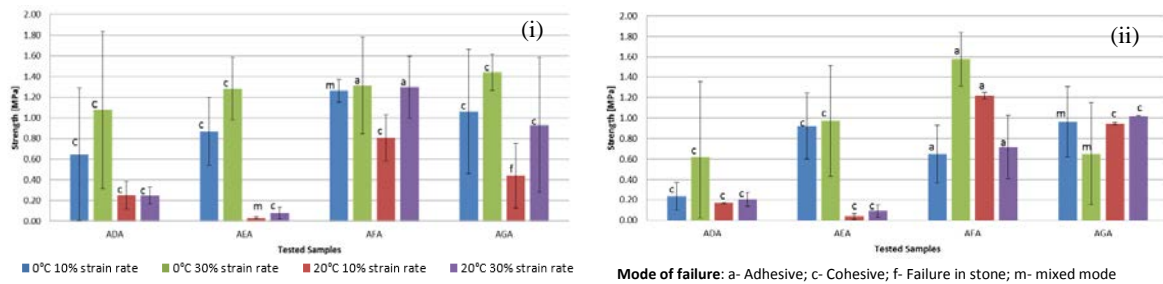 (i)
Strength [MPa]
2.00
1.80
1.60
1.40
1.20
1.00
0.80
0.60
0.40
0.20
0.00
c c c c
c c m c
m a a
c c f c
ADA AEA AFA AGA
Tested Samples
0°C 10% strain rate 0°C 30% strain rate 20°C 10% strain rate 20°C 30% strain rate
(ii)
Strength [MPa]
2.00
1.80
1.60
1.40
1.20
1.00
0.80
0.60
0.40
0.20
0.00
c c c c
c c c c
a a a a
m m c c
ADA AEA AFA AGA
Tested Samples
Mode of failure: a- Adhesive; c- Cohesive; f- Failure in stone; m- mixed mode